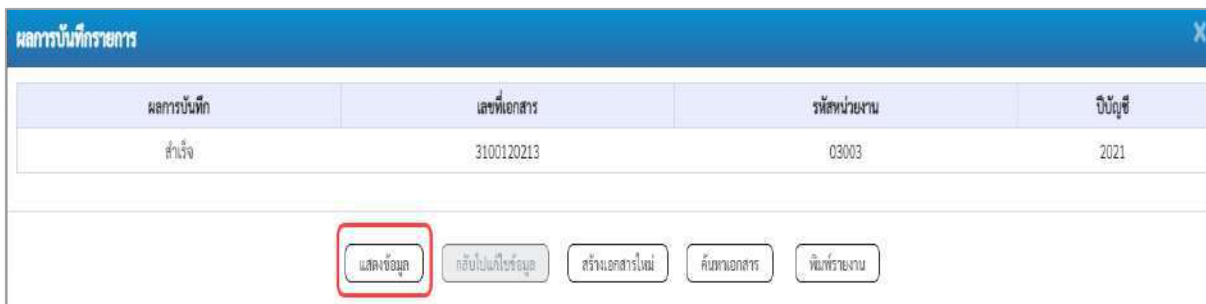 ผลการบันทึกรายการ X
ผลการบันทึก เลขที่เอกสาร รหัสหน่วยงาน ปีบัญชี
สำเร็จ 3100120213 03003 2021
แสดงข้อมูล กลับไปแก้ไขข้อมูล สร้างเอกสารใหม่ ค้นหาเอกสาร พิมพ์รายงาน